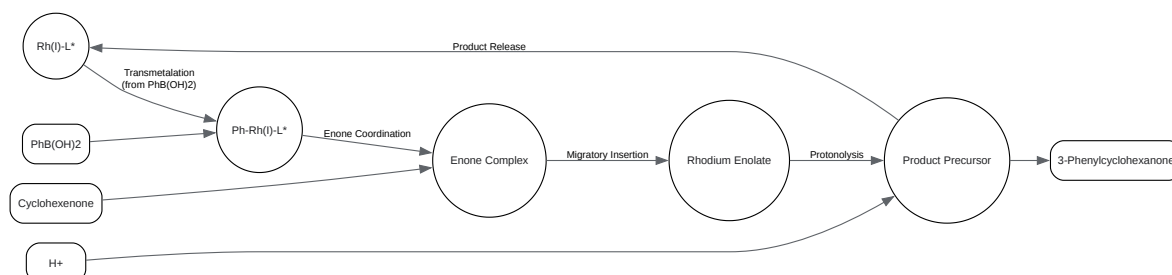 Rh(I)-L*
Product Release
Transmetalation
(from PhB(OH)2)
Ph-Rh(I)-L*
PhB(OH)2
Enone Coordination
Enone Complex
Migratory Insertion
Rhodium Enolate
Protonolysis
Product Precursor
3-Phenylcyclohexanone
Cyclohexenone
H+